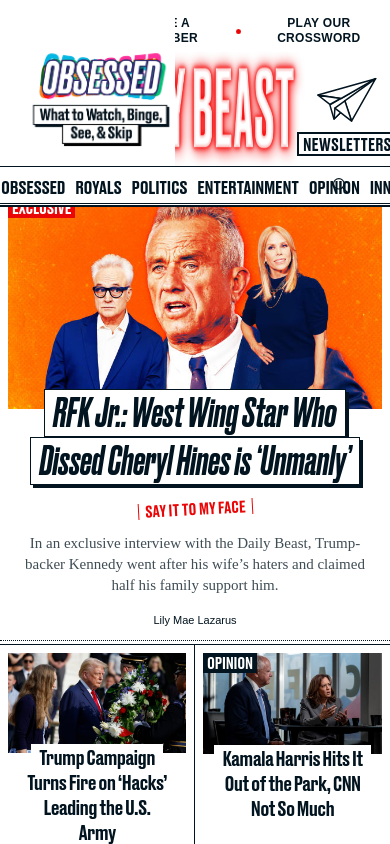 PLAY OUR
CROSSWORD
OBSESSED
What to Watch, Binge,
See, & Skip
BEAST
NEWSLETTERS
OBSESSED ROYALS POLITICS ENTERTAINMENT OPINION INN
EXCLUSIVE
RFK Jr.: West Wing Star Who
Dissed Cheryl Hines is ‘Unmanly’
SAY IT TO MY FACE
In an exclusive interview with the Daily Beast, Trump-
backer Kennedy went after his wife’s haters and claimed
half his family support him.
Lily Mae Lazarus
OPINION
Trump Campaign
Turns Fire on ‘Hacks’
Leading the U.S.
Army
Kamala Harris Hits It
Out of the Park, CNN
Not So Much